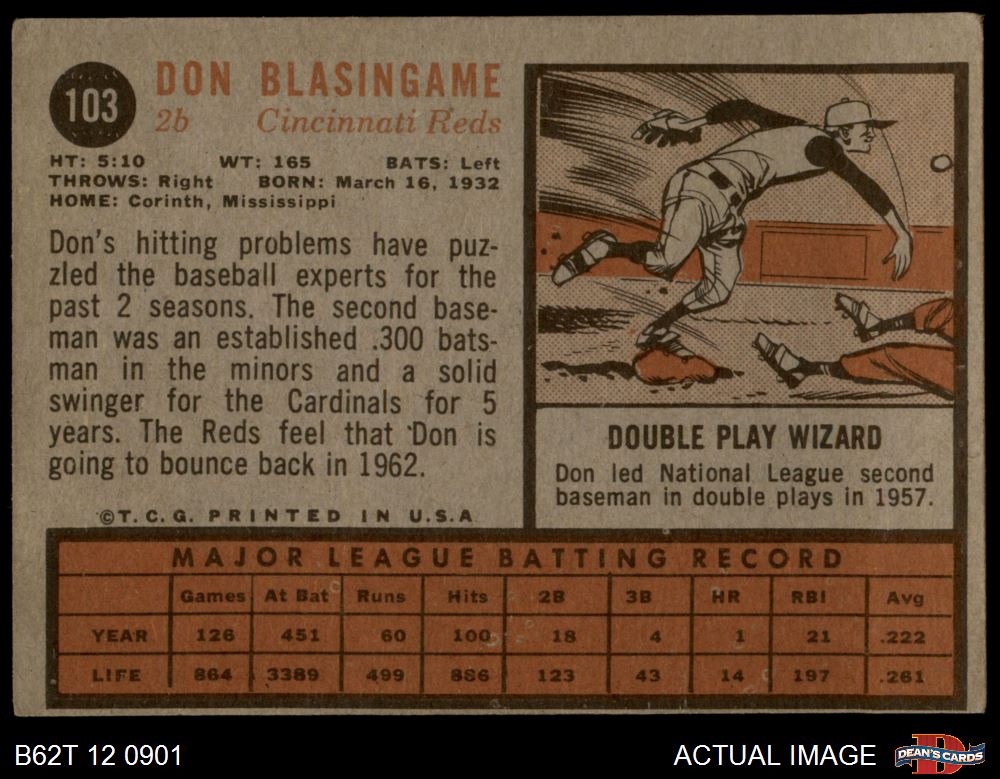 103
DON BLASINGAME
2b Cincinnati Reds
HT: 5:10 WT: 165 BATS: Left
THROWS: Right BORN: March 16, 1932
HOME: Corinth, Mississippi
Don's hitting problems have puz-
zled the baseball experts for the
past 2 seasons. The second base-
man was an established .300 bats-
man in the minors and a solid
swinger for the Cardinals for 5
years. The Reds feel that Don is
going to bounce back in 1962.
©T. C. G. PRINTED IN U.S.A
DOUBLE PLAY WIZARD
Don led National League second
baseman in double plays in 1957.
MAJOR LEAGUE BATTING RECORD
Games At Bat Runs Hits 2B 3B HR RBI Avg
YEAR 126 451 60 100 18 4 1 21 .222
LIFE 864 3389 499 886 123 43 14 197 .261
B62T 12 0901
ACTUAL IMAGE
DEAN'S CARDS